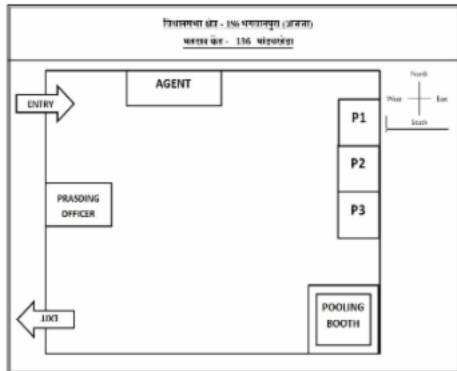 विधानसभा क्षेत्र - 186 भगवानपुरा (अजजा)
मतदान केंद्र - 136
AGENT
ENTRY
North
West East
South
P1
P2
P3
PRASDING
OFFICER
EXIT
POOLING
BOOTH